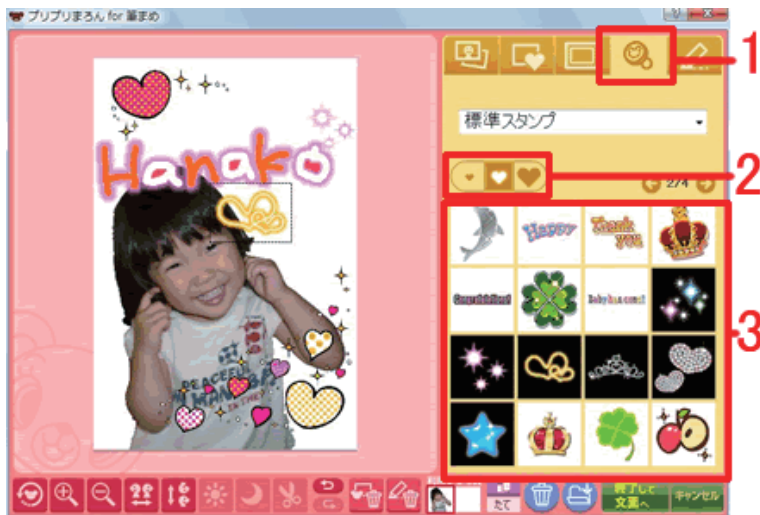 プリプリまろん for 筆まめ
1
標準スタンプ
2
2/4
Hanako
Happy
Thank you
Congratulations!
Baby has come!
3
PEACEFUL
たて
終了して
文面へ
キャンセル